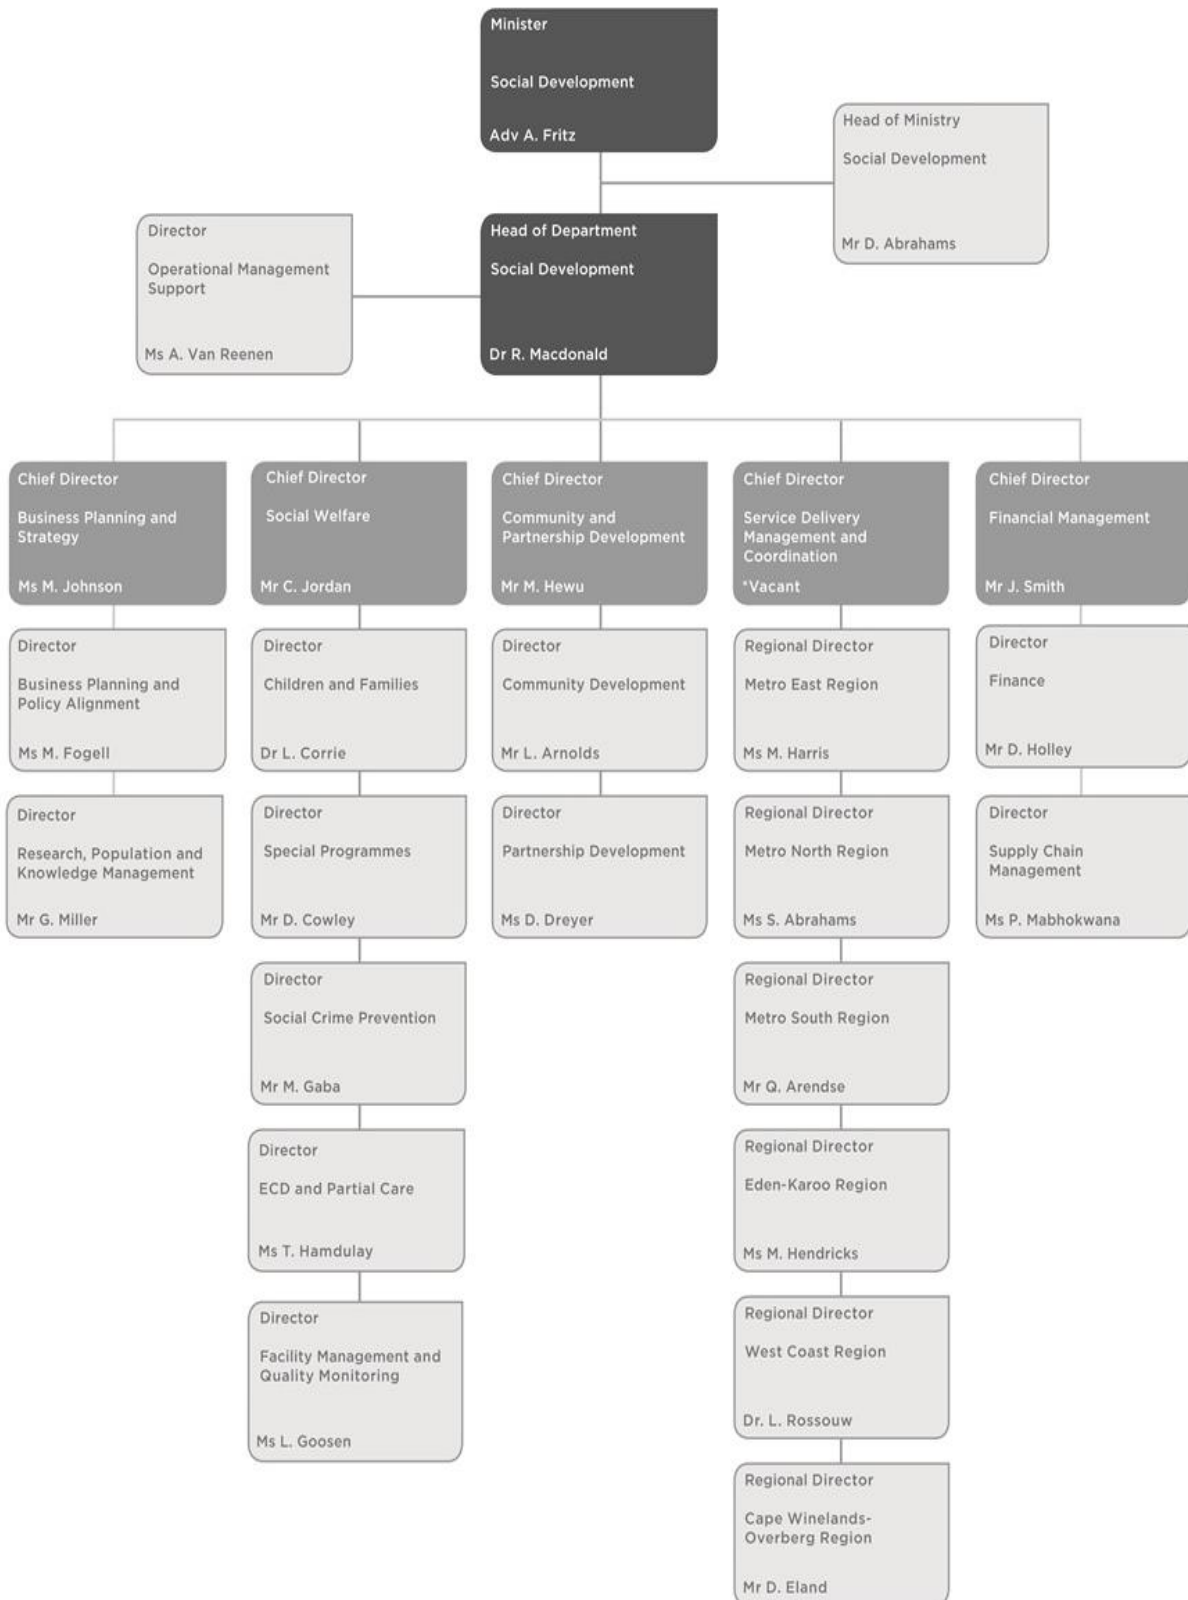 Minister
Social Development
Adv A. Fritz
Head of Ministry
Social Development
Mr D. Abrahams
Director
Operational Management
Support
Ms A. Van Reenen
Head of Department
Social Development
Dr R. Macdonald
Chief Director
Business Planning and
Strategy
Ms M. Johnson
Director
Business Planning and
Policy Alignment
Ms M. Fogell
Director
Research, Population and
Knowledge Management
Mr G. Miller
Chief Director
Social Welfare
Mr C. Jordan
Director
Children and Families
Dr L. Corrie
Director
Special Programmes
Mr D. Cowley
Director
Social Crime Prevention
Mr M. Gaba
Director
ECD and Partial Care
Ms T. Hamdulay
Director
Facility Management and
Quality Monitoring
Ms L. Goosen
Chief Director
Community and
Partnership Development
Mr M. Hewu
Director
Community Development
Mr L. Arnolds
Director
Partnership Development
Ms D. Dreyer
Chief Director
Service Delivery
Management and
Coordination
*Vacant
Regional Director
Metro East Region
Ms M. Harris
Regional Director
Metro North Region
Ms S. Abrahams
Regional Director
Metro South Region
Mr Q. Arendse
Regional Director
Eden-Karoo Region
Ms M. Hendricks
Regional Director
West Coast Region
Dr. L. Rossouw
Regional Director
Cape Winelands-
Overberg Region
Mr D. Eland
Chief Director
Financial Management
Mr J. Smith
Director
Finance
Mr D. Holley
Director
Supply Chain
Management
Ms P. Mabhokwana